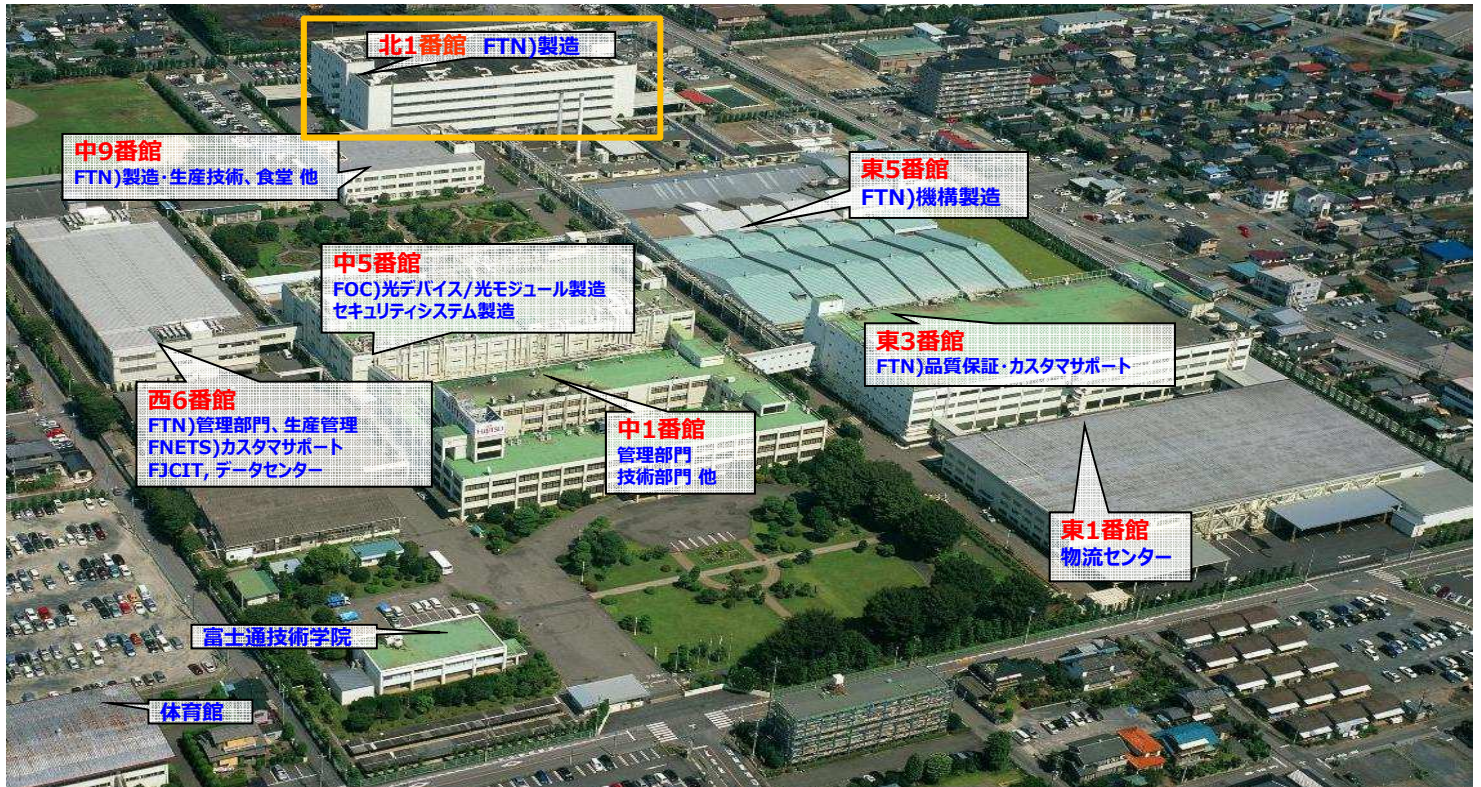 北1番館 FTN)製造
中9番館
FTN)製造・生産技術、食堂 他
東5番館
FTN)機構製造
中5番館
FOC)光デバイス/光モジュール製造
セキュリティシステム製造
東3番館
FTN)品質保証・カスタマサポート
西6番館
FTN)管理部門、生産管理
FNETS)カスタマサポート
FJCIT, データセンター
FUJITSU
中1番館
管理部門
技術部門 他
東1番館
物流センター
富士通技術学院
体育館